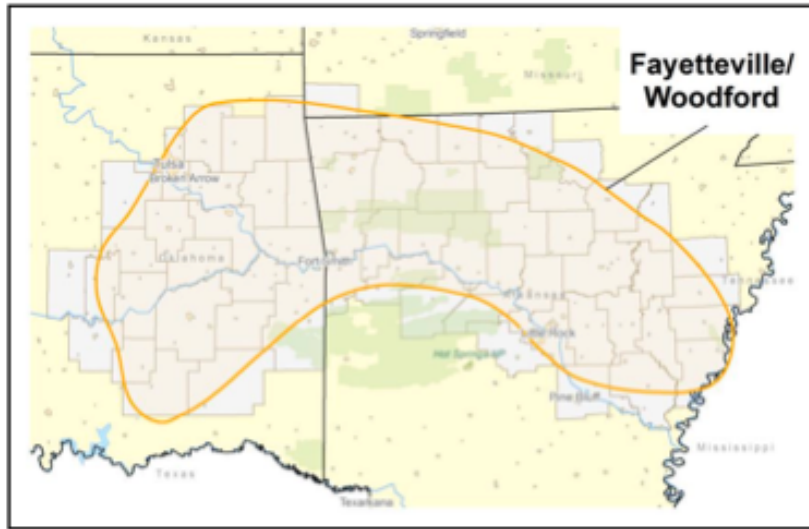 Kansas
Springfield
Missouri
Fayetteville/
Woodford
Tulsa
Broken Arrow
Oklahoma
Fort Smith
Tennessee
Arkansas
Little Rock
Hot Springs NP
Pine Bluff
Mississippi
Texas
Texarkana